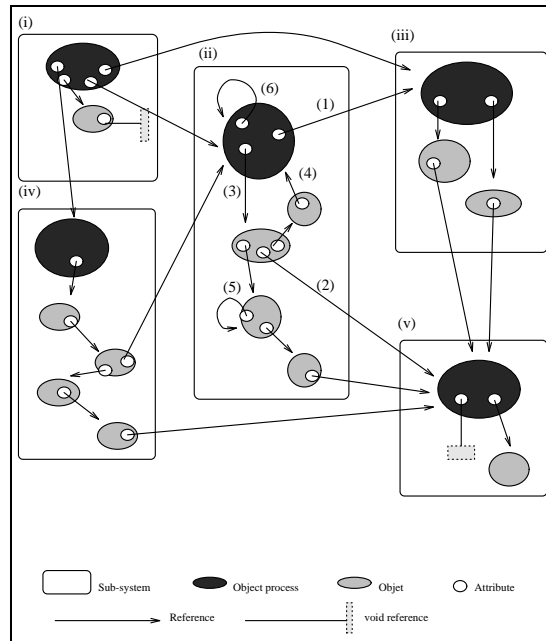 (i)
(ii)
(iii)
(6)
(1)
(3)
(4)
(iv)
(5)
(2)
(v)
Sub-system
Object process
Objet
Attribute
Reference
void reference